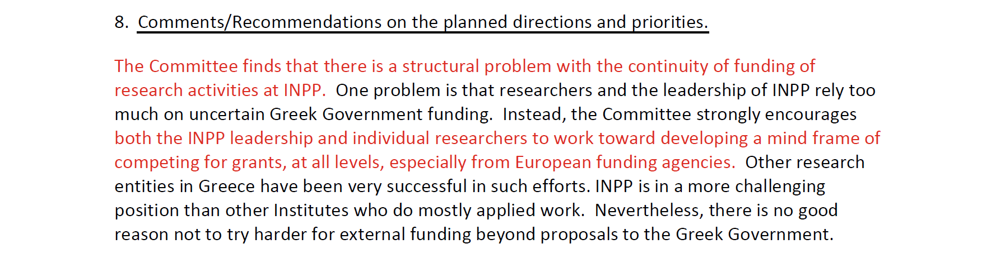 8. Comments/Recommendations on the planned directions and priorities.
The Committee finds that there is a structural problem with the continuity of funding of
research activities at INPP. One problem is that researchers and the leadership of INPP rely too
much on uncertain Greek Government funding. Instead, the Committee strongly encourages
both the INPP leadership and individual researchers to work toward developing a mind frame of
competing for grants, at all levels, especially from European funding agencies. Other research
entities in Greece have been very successful in such efforts. INPP is in a more challenging
position than other Institutes who do mostly applied work. Nevertheless, there is no good
reason not to try harder for external funding beyond proposals to the Greek Government.